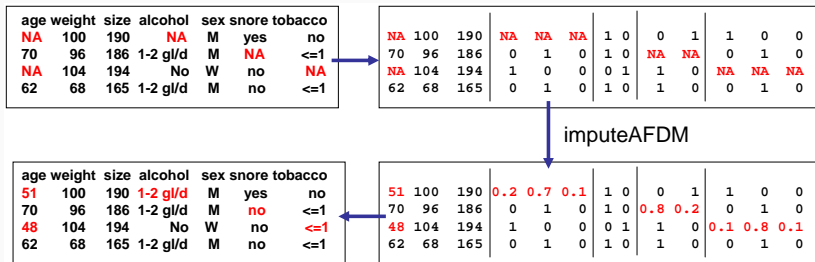 age weight size alcohol sex snore tobacco
NA 100 190 NA M yes no
70 96 186 1-2 gl/d M NA <=1
NA 104 194 No W no NA
62 68 165 1-2 gl/d M no <=1
NA 100 190 NA NA NA 1 0 0 1 1 0 0
70 96 186 0 1 0 1 0 NA NA 0 1 0
NA 104 194 1 0 0 0 1 1 0 NA NA NA
62 68 165 0 1 0 1 0 1 0 0 1 0
imputeAFDM
age weight size alcohol sex snore tobacco
51 100 190 1-2 gl/d M yes no
70 96 186 1-2 gl/d M no <=1
48 104 194 No W no <=1
62 68 165 1-2 gl/d M no <=1
51 100 190 0.2 0.7 0.1 1 0 0 1 1 0 0
70 96 186 0 1 0 1 0 0.8 0.2 0 1 0
48 104 194 1 0 0 0 1 1 0 0.1 0.8 0.1
62 68 165 0 1 0 1 0 1 0 0 1 0